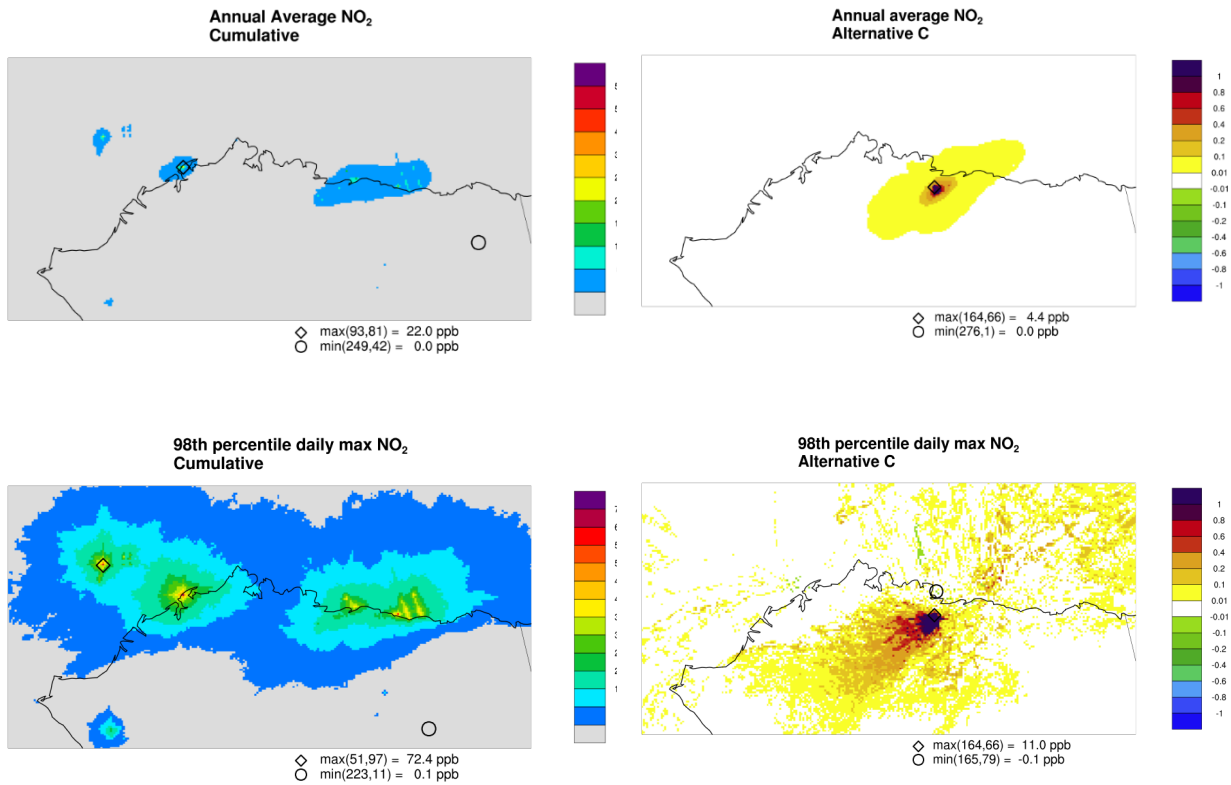 Annual Average NO₂
Cumulative
max(93,81) = 22.0 ppb
min(249,42) = 0.0 ppb
Annual average NO₂
Alternative C
1
0.8
0.6
0.4
0.2
0.1
0.01
-0.01
-0.1
-0.2
-0.4
-0.6
-0.8
-1
max(164,66) = 4.4 ppb
min(276,1) = 0.0 ppb
98th percentile daily max NO₂
Cumulative
max(51,97) = 72.4 ppb
min(223,11) = 0.1 ppb
98th percentile daily max NO₂
Alternative C
1
0.8
0.6
0.4
0.2
0.1
0.01
-0.01
-0.1
-0.2
-0.4
-0.6
-0.8
-1
max(164,66) = 11.0 ppb
min(165,79) = -0.1 ppb